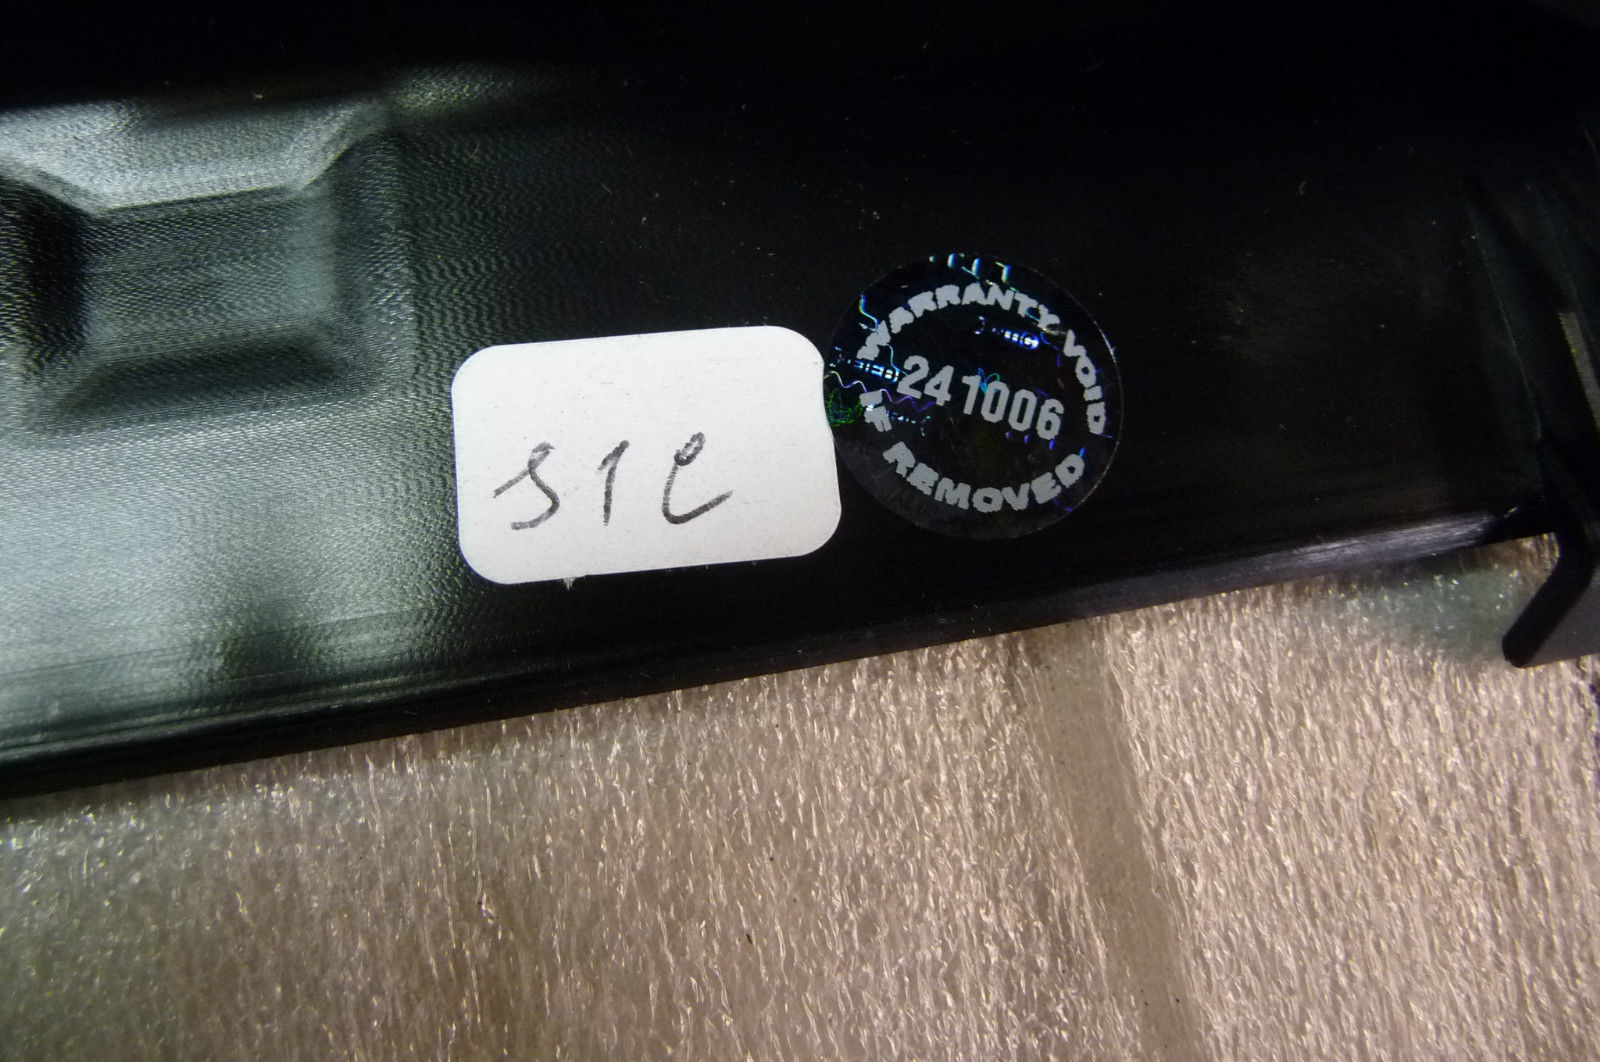 S1C
WARRANTY VOID
241006
IF REMOVED